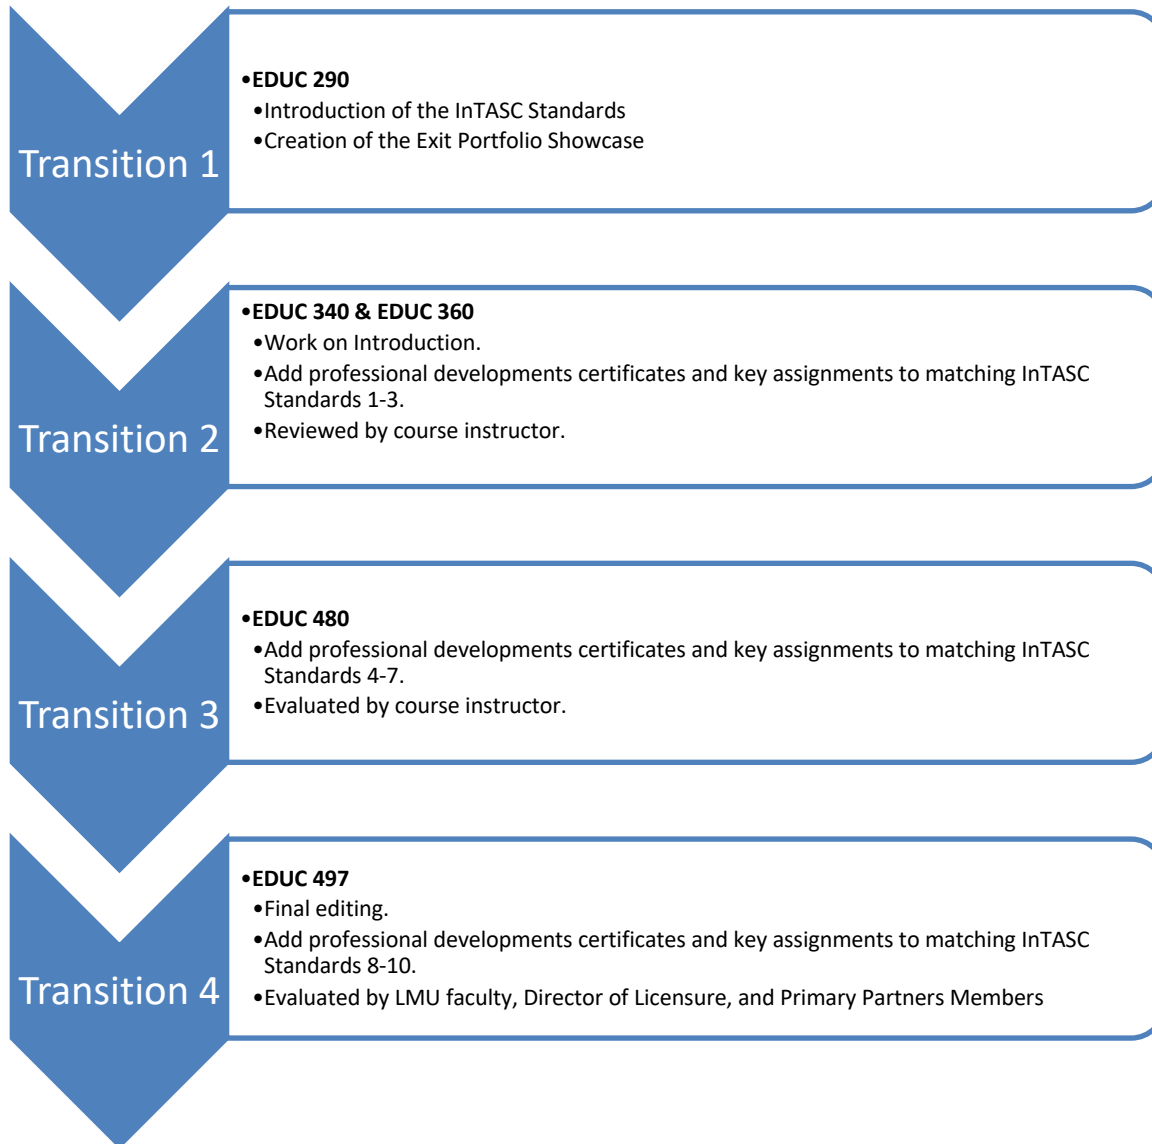 Transition 1
•EDUC 290
•Introduction of the InTASC Standards
•Creation of the Exit Portfolio Showcase
Transition 2
•EDUC 340 & EDUC 360
•Work on Introduction.
•Add professional developments certificates and key assignments to matching InTASC
Standards 1-3.
•Reviewed by course instructor.
Transition 3
•EDUC 480
•Add professional developments certificates and key assignments to matching InTASC
Standards 4-7.
•Evaluated by course instructor.
Transition 4
•EDUC 497
•Final editing.
•Add professional developments certificates and key assignments to matching InTASC
Standards 8-10.
•Evaluated by LMU faculty, Director of Licensure, and Primary Partners Members